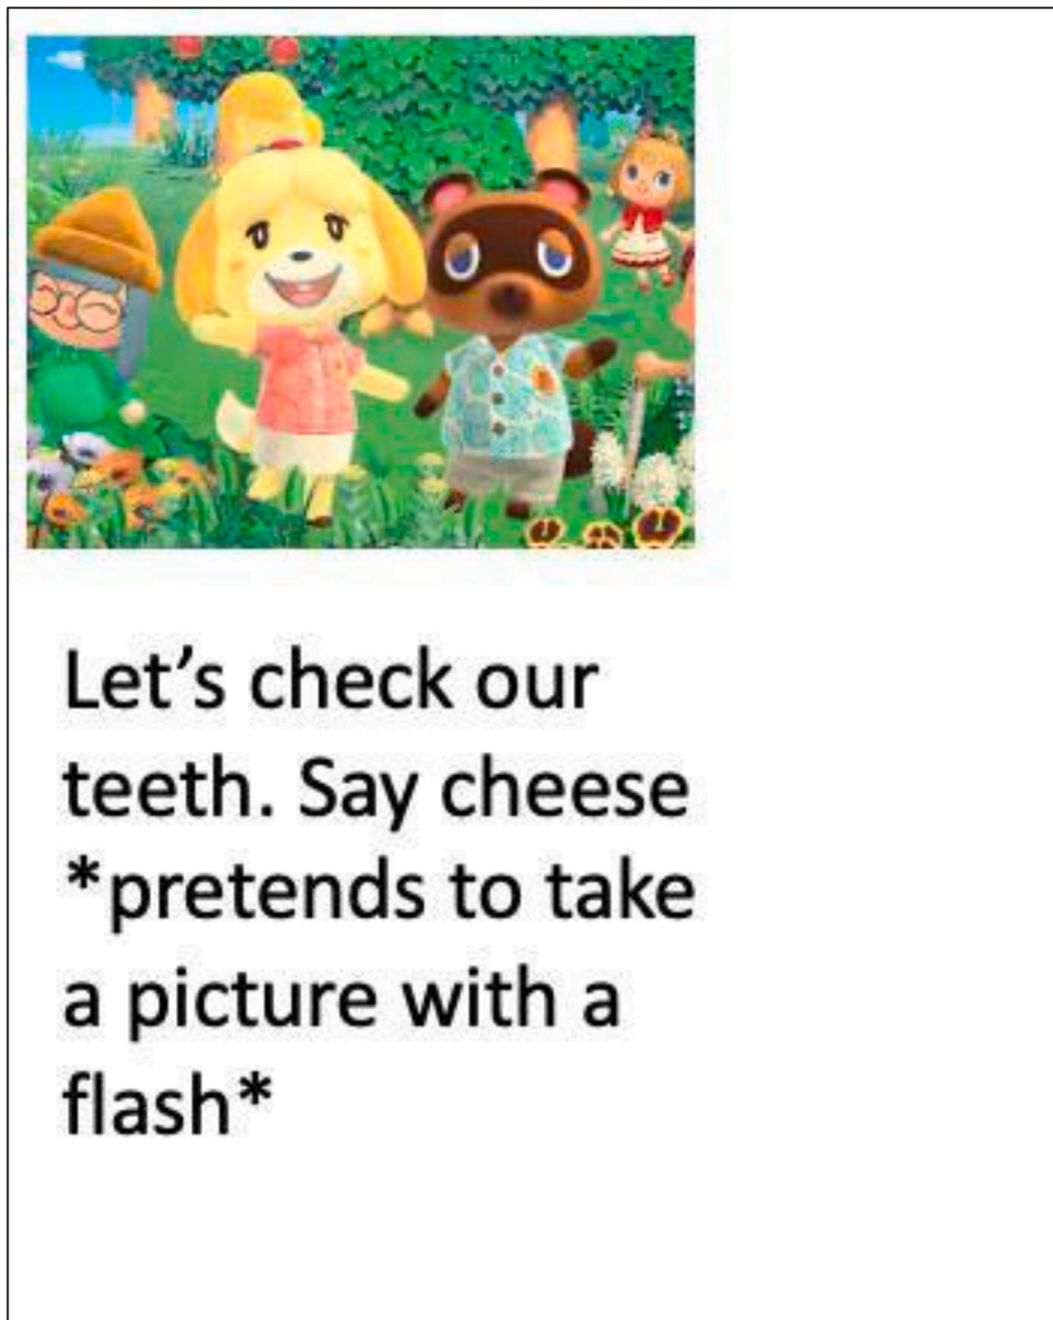 Let’s check our
teeth. Say cheese
*pretends to take
a picture with a
flash*